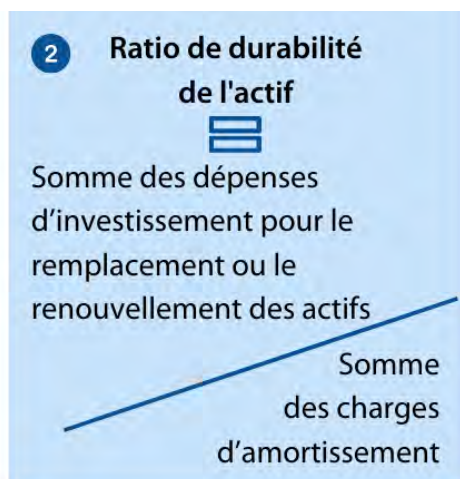 2 Ratio de durabilité
de l'actif
Somme des dépenses
d’investissement pour le
remplacement ou le
renouvellement des actifs
Somme
des charges
d’amortissement